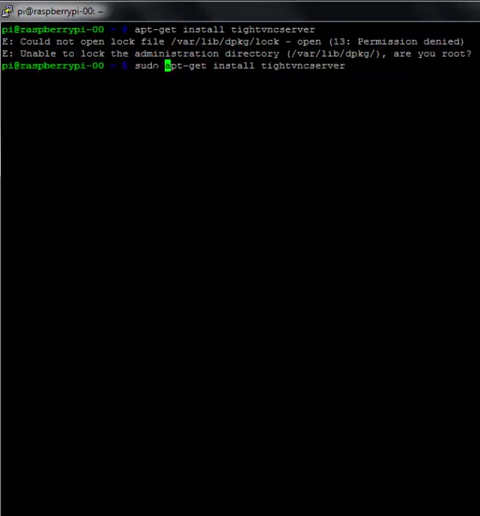 pi@raspberrypi-00: ~
pi@raspberrypi-00 ~ $ apt-get install tightvncserver
E: Could not open lock file /var/lib/dpkg/lock - open (13: Permission denied)
E: Unable to lock the administration directory (/var/lib/dpkg/), are you root?
pi@raspberrypi-00 ~ $ sudo apt-get install tightvncserver